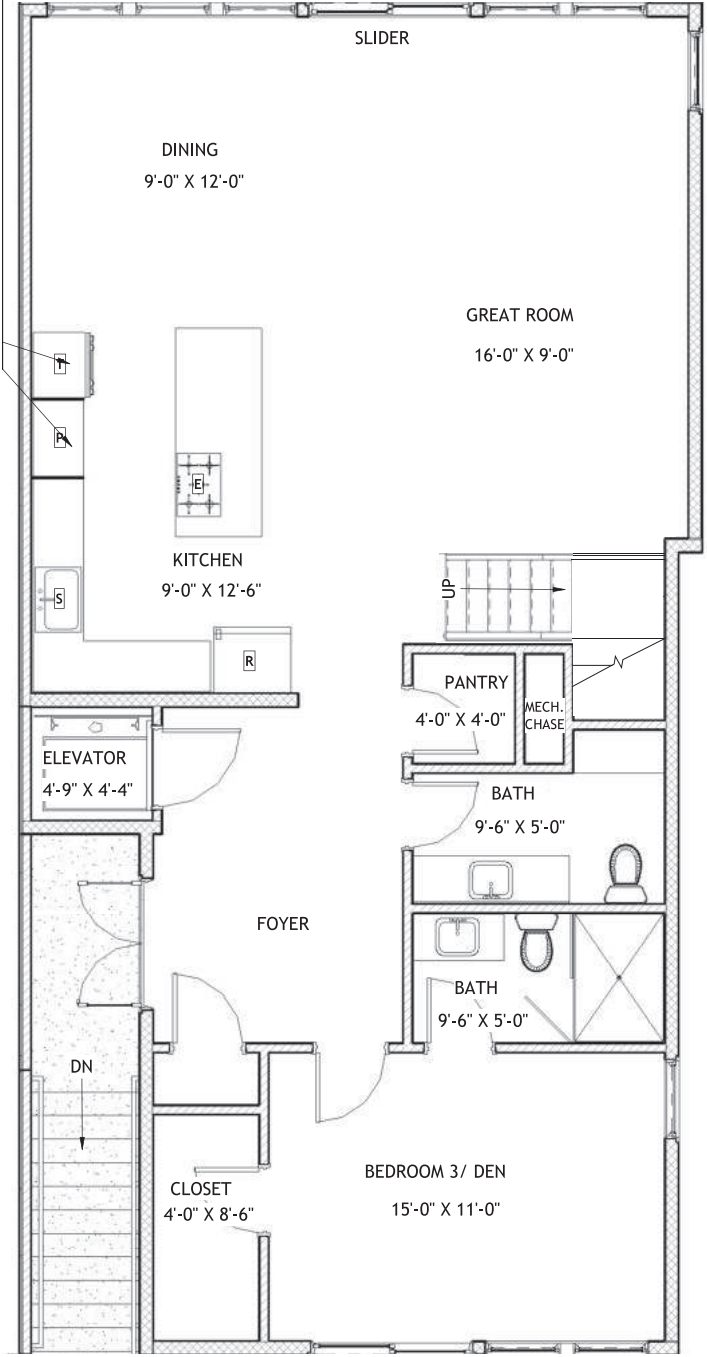 SLIDER
DINING
9'-0" X 12'-0"
GREAT ROOM
16'-0" X 9'-0"
T
P
E
KITCHEN
9'-0" X 12'-6"
S
UP
R
PANTRY
4'-0" X 4'-0"
MECH.
CHASE
ELEVATOR
4'-9" X 4'-4"
BATH
9'-6" X 5'-0"
FOYER
BATH
9'-6" X 5'-0"
DN
BEDROOM 3/ DEN
15'-0" X 11'-0"
CLOSET
4'-0" X 8'-6"